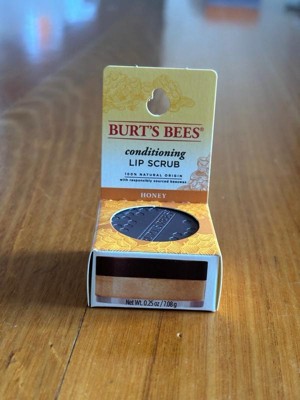 BURT'S BEES®
conditioning
LIP SCRUB
100% NATURAL ORIGIN
with responsibly sourced beeswax
HONEY
Net Wt. 0.25 oz / 7.08 g